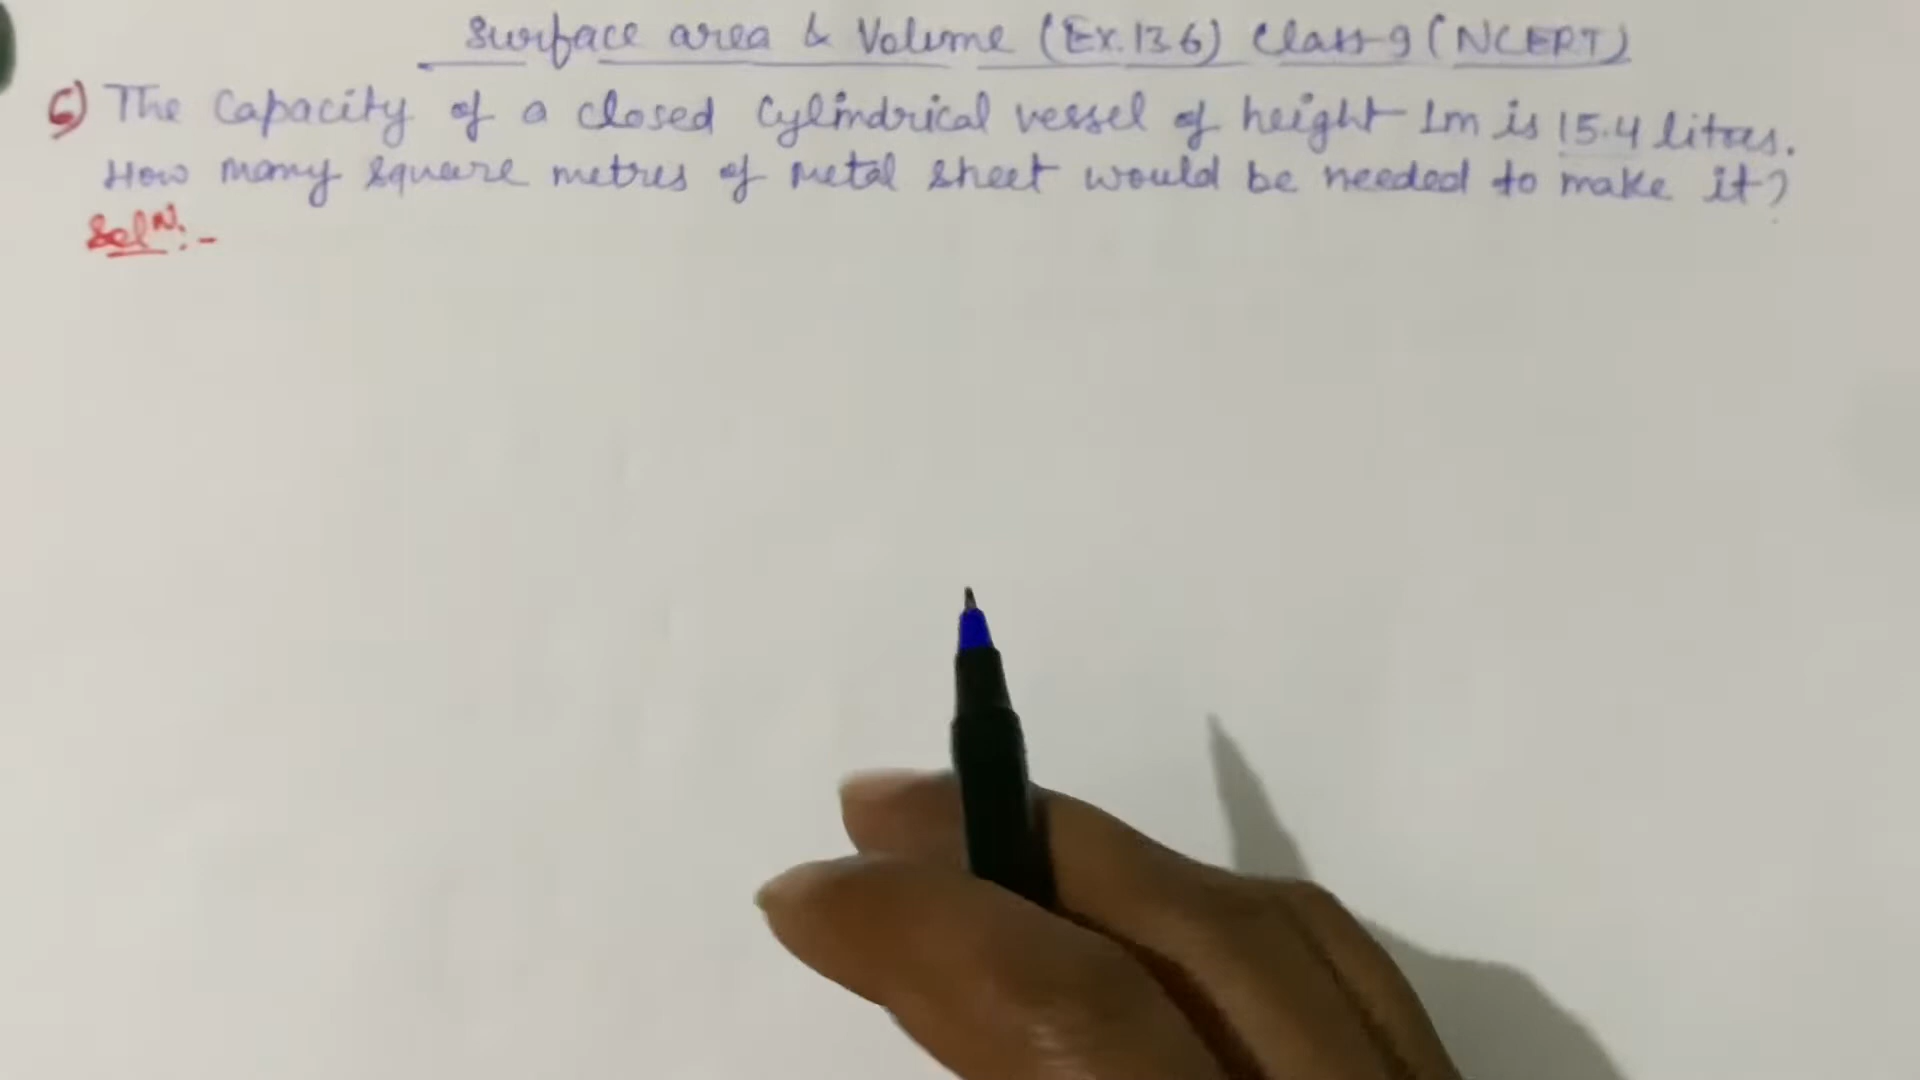 Surface area & Volume (Ex.13.6) Class-9 (NCERT)
6) The Capacity of a closed Cylindrical vessel of height 1m is 15.4 litres.
How many square metres of metal sheet would be needed to make it?
Solⁿ:-